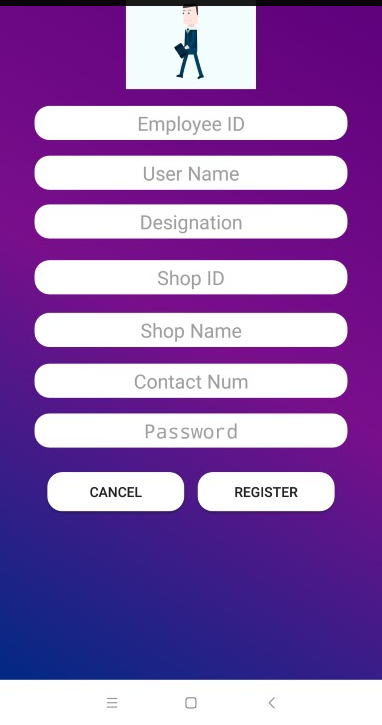 Employee ID
User Name
Designation
Shop ID
Shop Name
Contact Num
Password
CANCEL
REGISTER